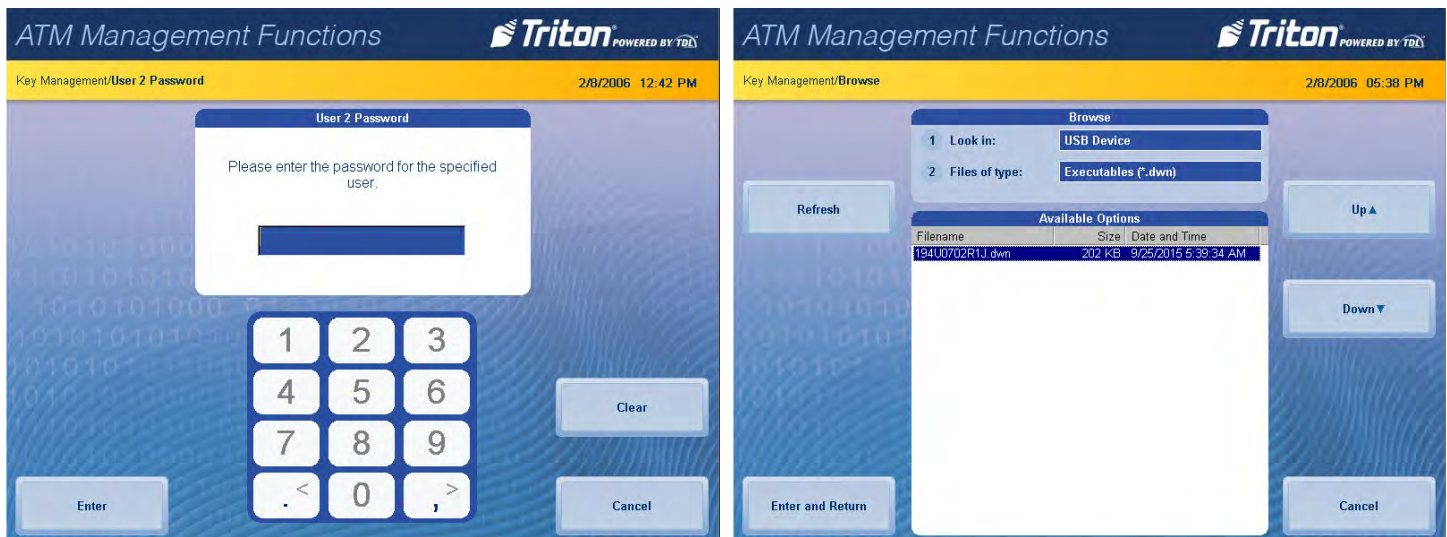 ATM Management Functions
Triton POWERED BY TDL
Key Management/User 2 Password
2/8/2006 12:42 PM
User 2 Password
Please enter the password for the specified
user.
1 2 3
4 5 6
7 8 9
. < 0 , >
Clear
Enter
Cancel
ATM Management Functions
Triton POWERED BY TDL
Key Management/Browse
2/8/2006 05:38 PM
Browse
1 Look in: USB Device
2 Files of type: Executables (*.dwn)
Refresh
Available Options
Filename Size Date and Time
194U0702R1J.dwn 202 KB 9/25/2015 5:39:34 AM
Up▲
Down▼
Enter and Return
Cancel